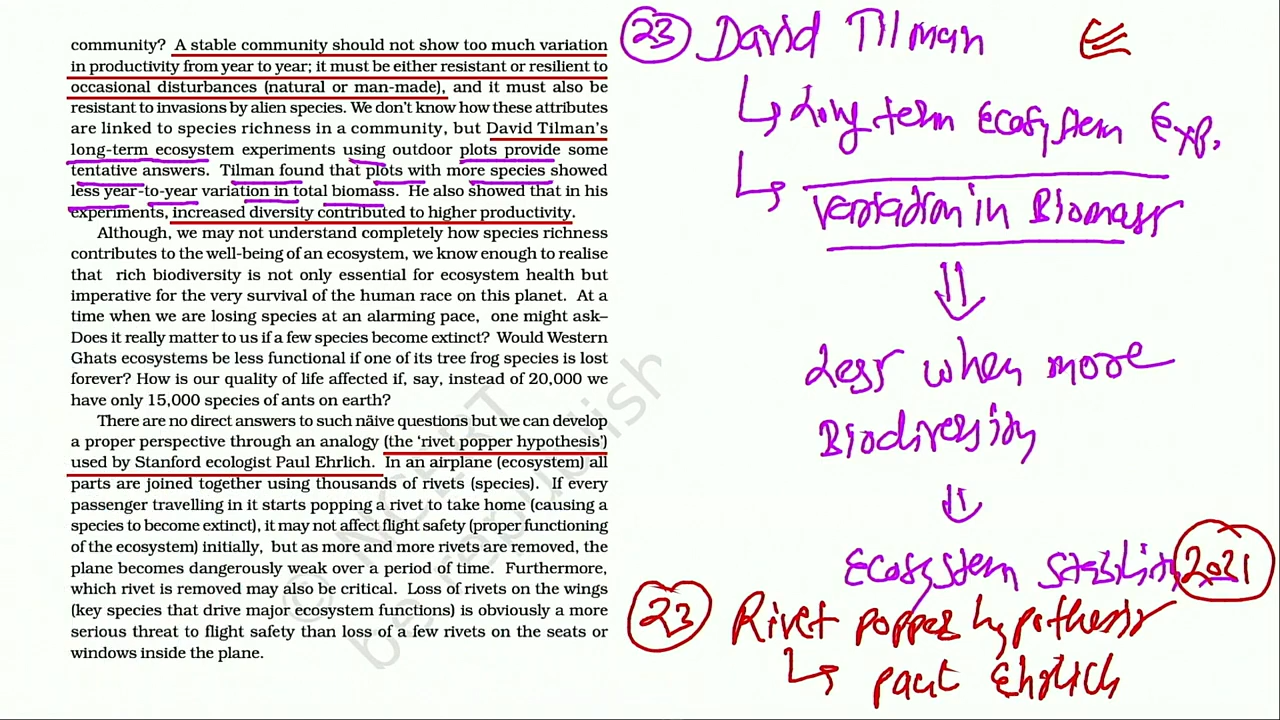 community? A stable community should not show too much variation
in productivity from year to year; it must be either resistant or resilient to
occasional disturbances (natural or man-made), and it must also be
resistant to invasions by alien species. We don't know how these attributes
are linked to species richness in a community, but David Tilman's
long-term ecosystem experiments using outdoor plots provide some
tentative answers. Tilman found that plots with more species showed
less year-to-year variation in total biomass. He also showed that in his
experiments, increased diversity contributed to higher productivity.
Although, we may not understand completely how species richness
contributes to the well-being of an ecosystem, we know enough to realise
that rich biodiversity is not only essential for ecosystem health but
imperative for the very survival of the human race on this planet. At a
time when we are losing species at an alarming pace, one might ask–
Does it really matter to us if a few species become extinct? Would Western
Ghats ecosystems be less functional if one of its tree frog species is lost
forever? How is our quality of life affected if, say, instead of 20,000 we
have only 15,000 species of ants on earth?
There are no direct answers to such näive questions but we can develop
a proper perspective through an analogy (the 'rivet popper hypothesis')
used by Stanford ecologist Paul Ehrlich. In an airplane (ecosystem) all
parts are joined together using thousands of rivets (species). If every
passenger travelling in it starts popping a rivet to take home (causing a
species to become extinct), it may not affect flight safety (proper functioning
of the ecosystem) initially, but as more and more rivets are removed, the
plane becomes dangerously weak over a period of time. Furthermore,
which rivet is removed may also be critical. Loss of rivets on the wings
(key species that drive major ecosystem functions) is obviously a more
serious threat to flight safety than loss of a few rivets on the seats or
windows inside the plane.
© NCERT
be republish
23 David Tilman
Long term Ecosystem Exp.
Variation in Biomass
Less when more
Biodiversity
Ecosystem stability 2021
23 Rivet popper hypothesis
Paul Ehrlich